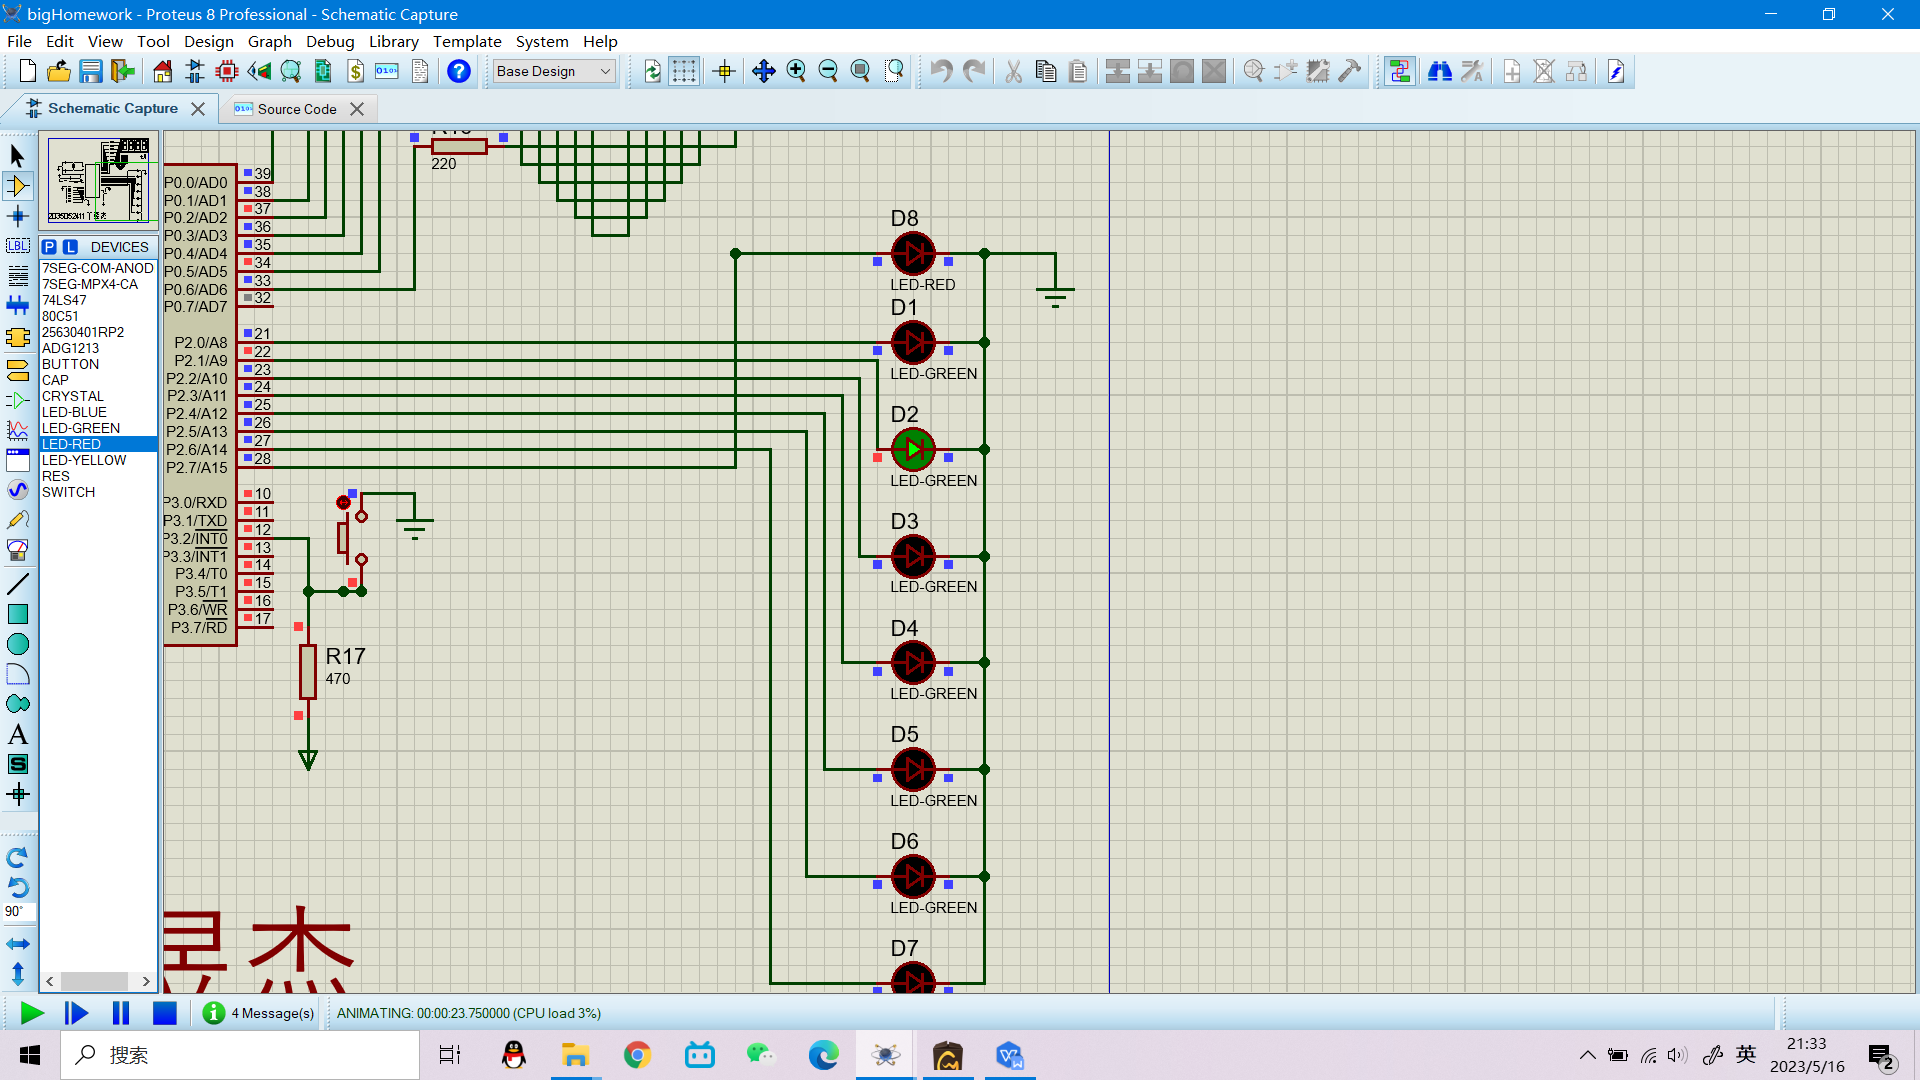 bigHomework - Proteus 8 Professional - Schematic Capture
File Edit View Tool Design Graph Debug Library Template System Help
Base Design
Schematic Capture
Source Code
DEVICES
P L
7SEG-COM-ANOD
7SEG-MPX4-CA
74LS47
80C51
25630401RP2
ADG1213
BUTTON
CAP
CRYSTAL
LED-BLUE
LED-GREEN
LED-RED
LED-YELLOW
RES
SWITCH
LBL
A
S
90°
220
P0.0/AD0 39
P0.1/AD1 38
P0.2/AD2 37
P0.3/AD3 36
P0.4/AD4 35
P0.5/AD5 34
P0.6/AD6 33
P0.7/AD7 32
P2.0/A8 21
P2.1/A9 22
P2.2/A10 23
P2.3/A11 24
P2.4/A12 25
P2.5/A13 26
P2.6/A14 27
P2.7/A15 28
P3.0/RXD 10
P3.1/TXD 11
P3.2/INT0 12
P3.3/INT1 13
P3.4/T0 14
P3.5/T1 15
P3.6/WR 16
P3.7/RD 17
R17
470
D8
LED-RED
D1
LED-GREEN
D2
LED-GREEN
D3
LED-GREEN
D4
LED-GREEN
D5
LED-GREEN
D6
LED-GREEN
D7
杰
4 Message(s)
ANIMATING: 00:00:23.750000 (CPU load 3%)
搜索
英
21:33
2023/5/16
2